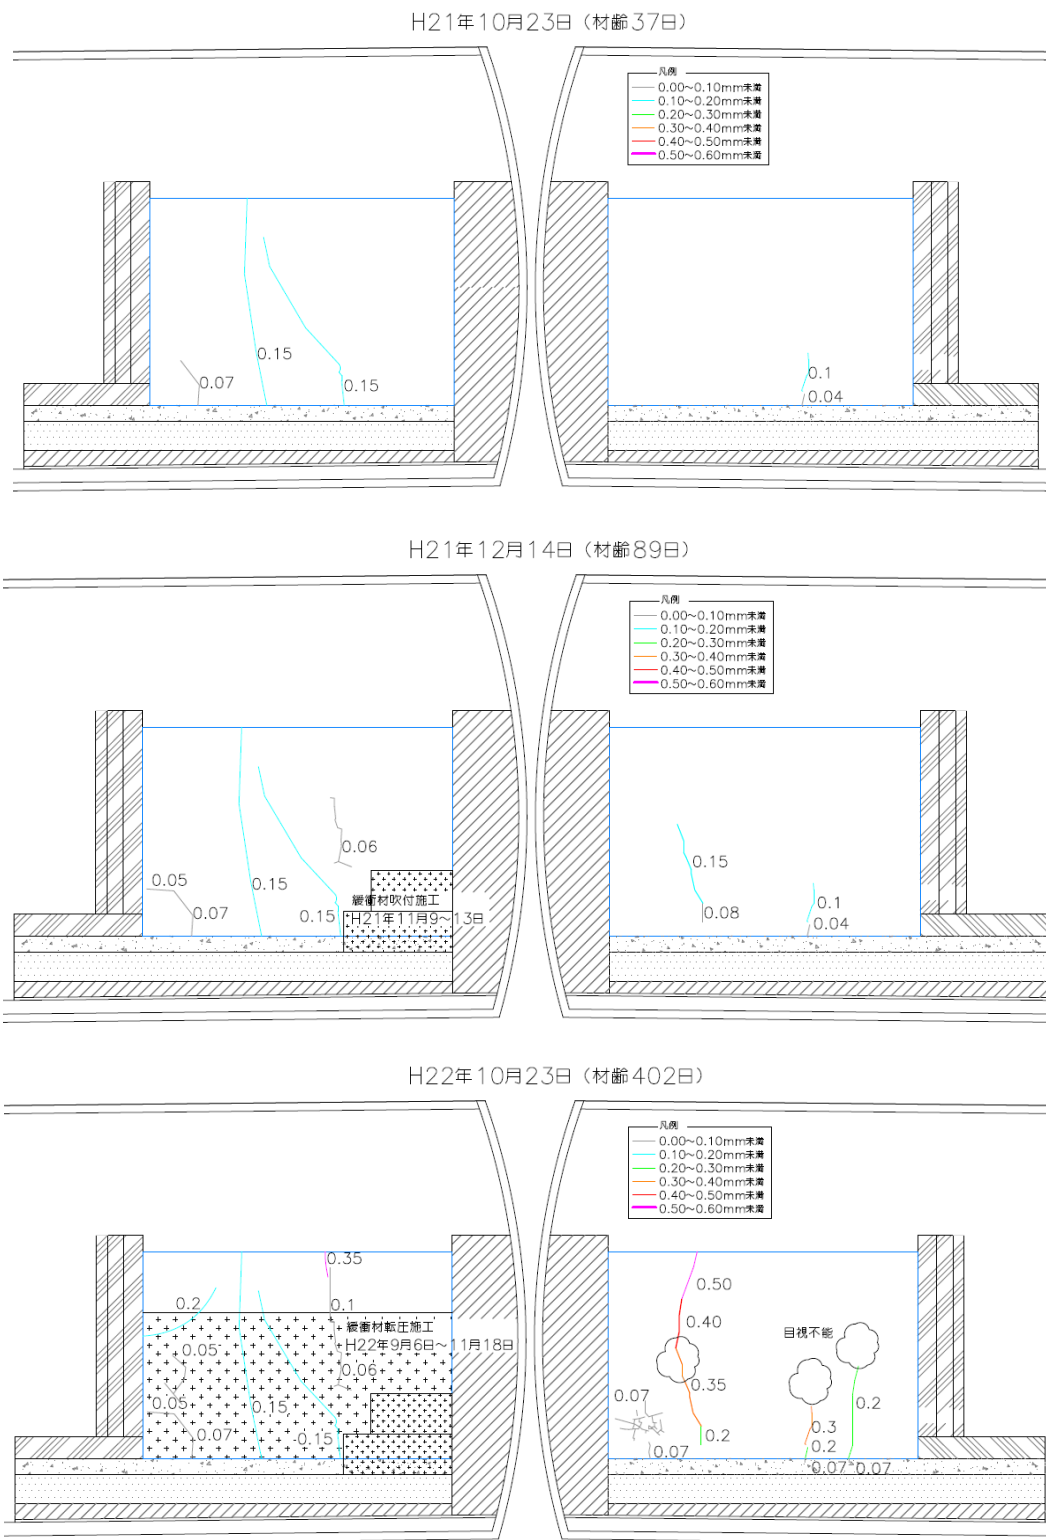 H21年10月23日（材齢37日）
凡例
0.00～0.10mm未満
0.10～0.20mm未満
0.20～0.30mm未満
0.30～0.40mm未満
0.40～0.50mm未満
0.50～0.60mm未満
0.15
0.07
0.15
0.1
0.04
H21年12月14日（材齢89日）
凡例
0.00～0.10mm未満
0.10～0.20mm未満
0.20～0.30mm未満
0.30～0.40mm未満
0.40～0.50mm未満
0.50～0.60mm未満
0.06
0.05
0.15
0.07
0.15
緩衝材吹付施工
H21年11月9～13日
0.15
0.08
0.1
0.04
H22年10月23日（材齢402日）
凡例
0.00～0.10mm未満
0.10～0.20mm未満
0.20～0.30mm未満
0.30～0.40mm未満
0.40～0.50mm未満
0.50～0.60mm未満
0.35
0.2
0.1
緩衝材転圧施工
H22年9月6日～11月18日
0.05
0.06
0.05
0.15
0.07
0.15
0.50
0.40
目視不能
0.35
0.07
0.2
0.3
0.2
0.2
0.07
0.07
0.07